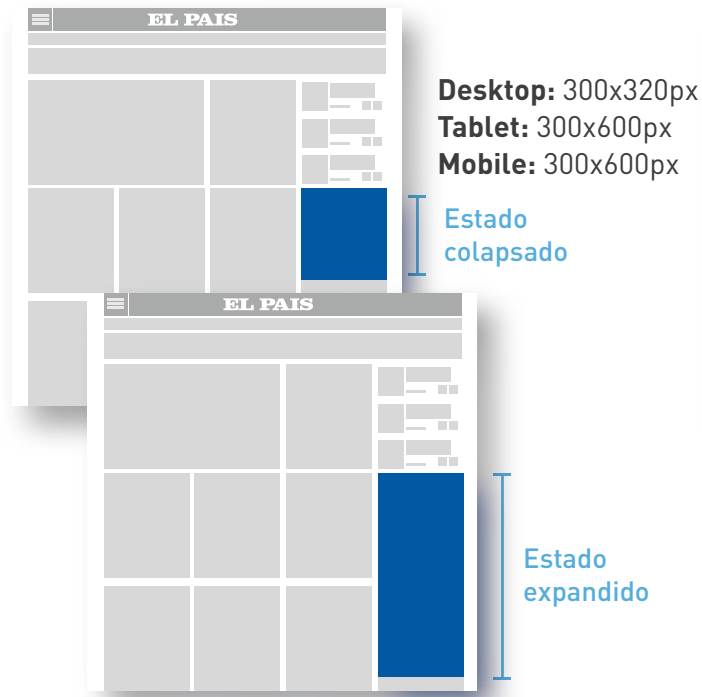 EL PAIS
Desktop: 300x320px
Tablet: 300x600px
Mobile: 300x600px
Estado
colapsado
EL PAIS
Estado
expandido